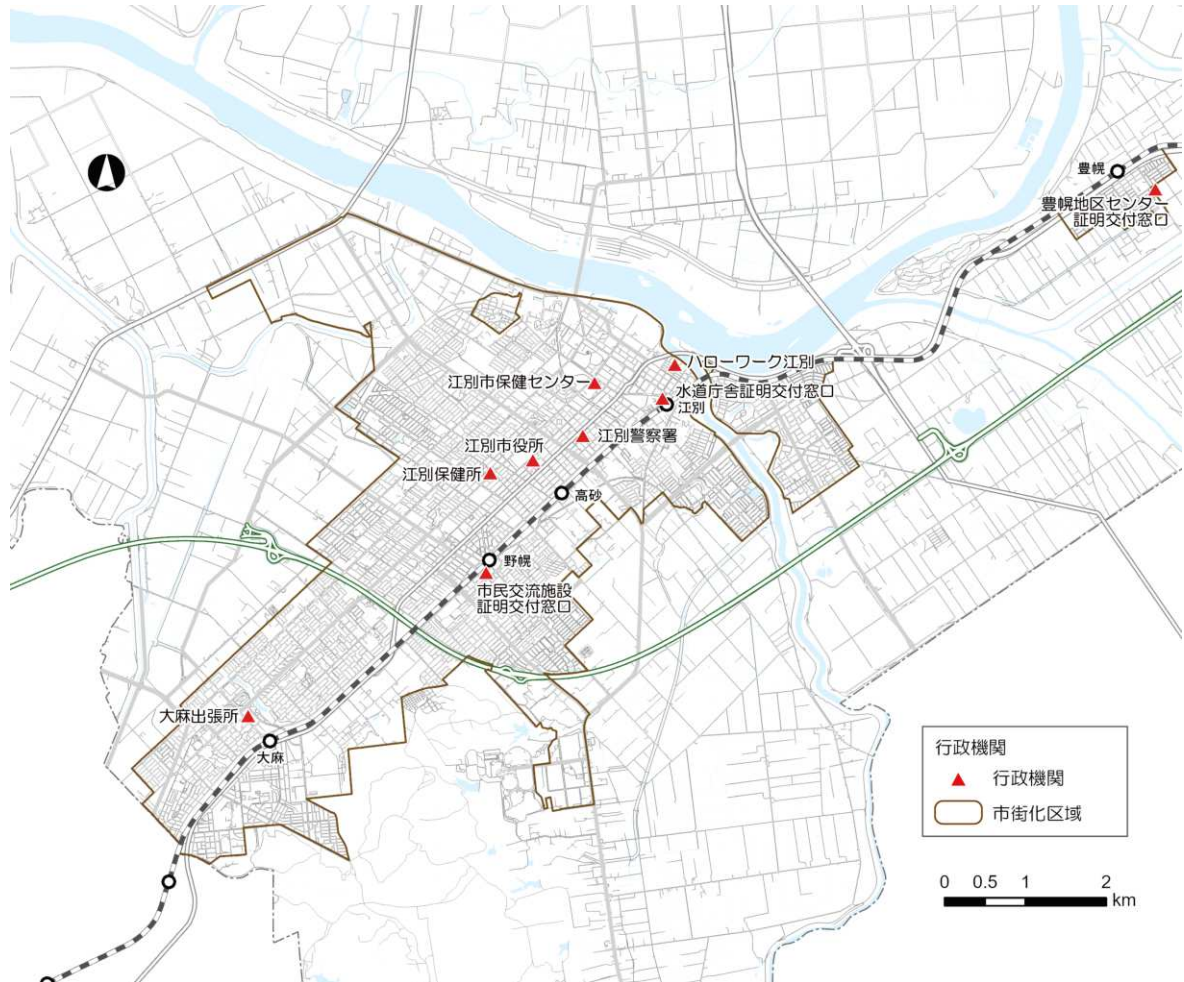 豊幌
豊幌地区センター
証明交付窓口
ハローワーク江別
江別市保健センター
水道庁舎証明交付窓口
江別
江別警察署
江別市役所
江別保健所
高砂
野幌
市民交流施設
証明交付窓口
大麻出張所
大麻
行政機関
行政機関
市街化区域
0 0.5 1 2
km